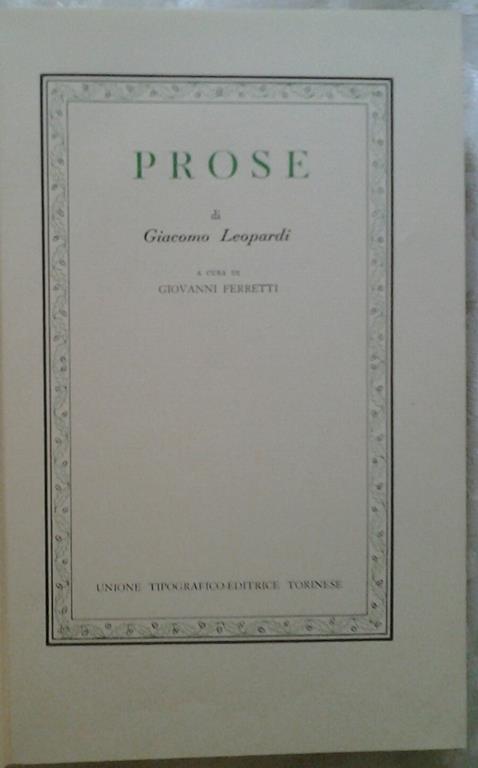 PROSE
di
Giacomo Leopardi
A CURA DI
GIOVANNI FERRETTI
UNIONE TIPOGRAFICO-EDITRICE TORINESE